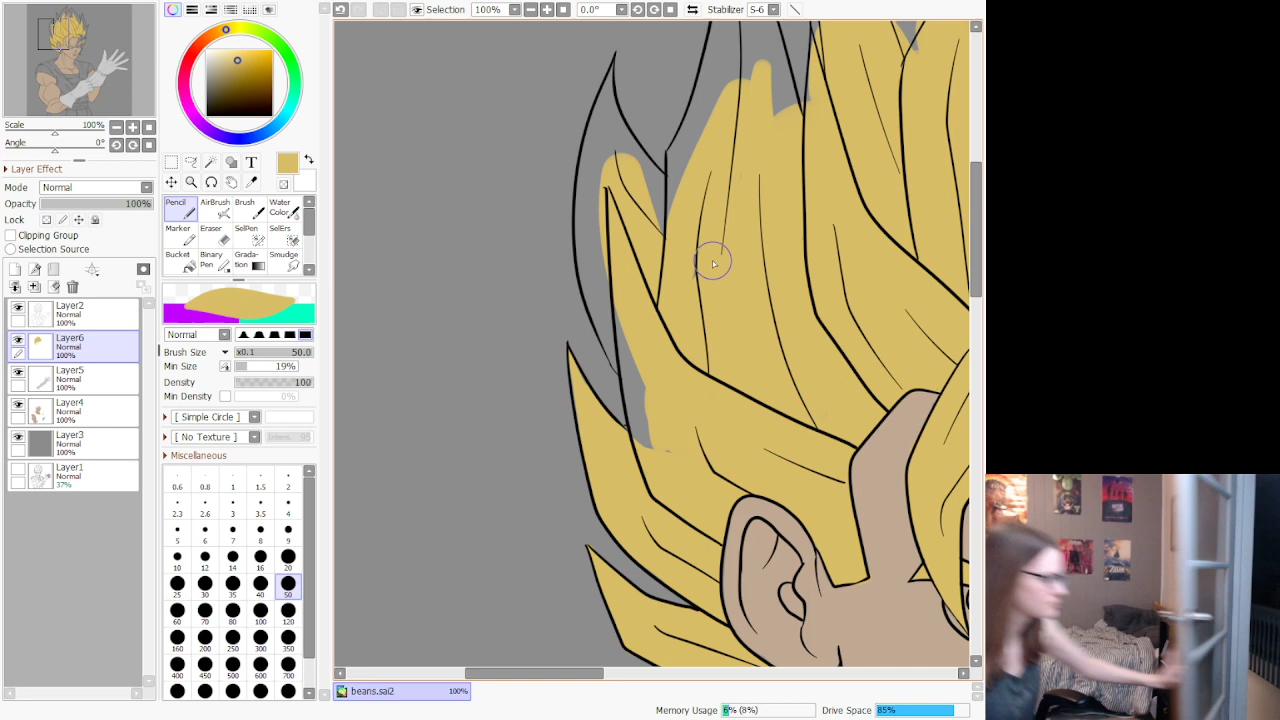 Selection 100% 0.0° Stabilizer S-6
Scale 100%
Angle 0°
Layer Effect
Mode Normal
Opacity 100%
Lock
Clipping Group
Selection Source
Layer2
Normal
100%
Layer6
Normal
100%
Layer5
Normal
100%
Layer4
Normal
100%
Layer3
Normal
100%
Layer1
Normal
37%
T
Pencil AirBrush Brush Water Color
Marker Eraser SelPen SelErs
Bucket Binary Pen Grada-tion Smudge
Normal
Brush Size x0.1 50.0
Min Size 19%
Density 100
Min Density 0%
[ Simple Circle ]
[ No Texture ] 95
Miscellaneous
0.6 0.8 1 1.5 2
2.3 2.6 3 3.5 4
5 6 7 8 9
10 12 14 16 20
25 30 35 40 50
60 70 80 100 120
160 200 250 300 350
400 450 500 600 700
beans.sai2 100%
Memory Usage 6% (8%) Drive Space 85%